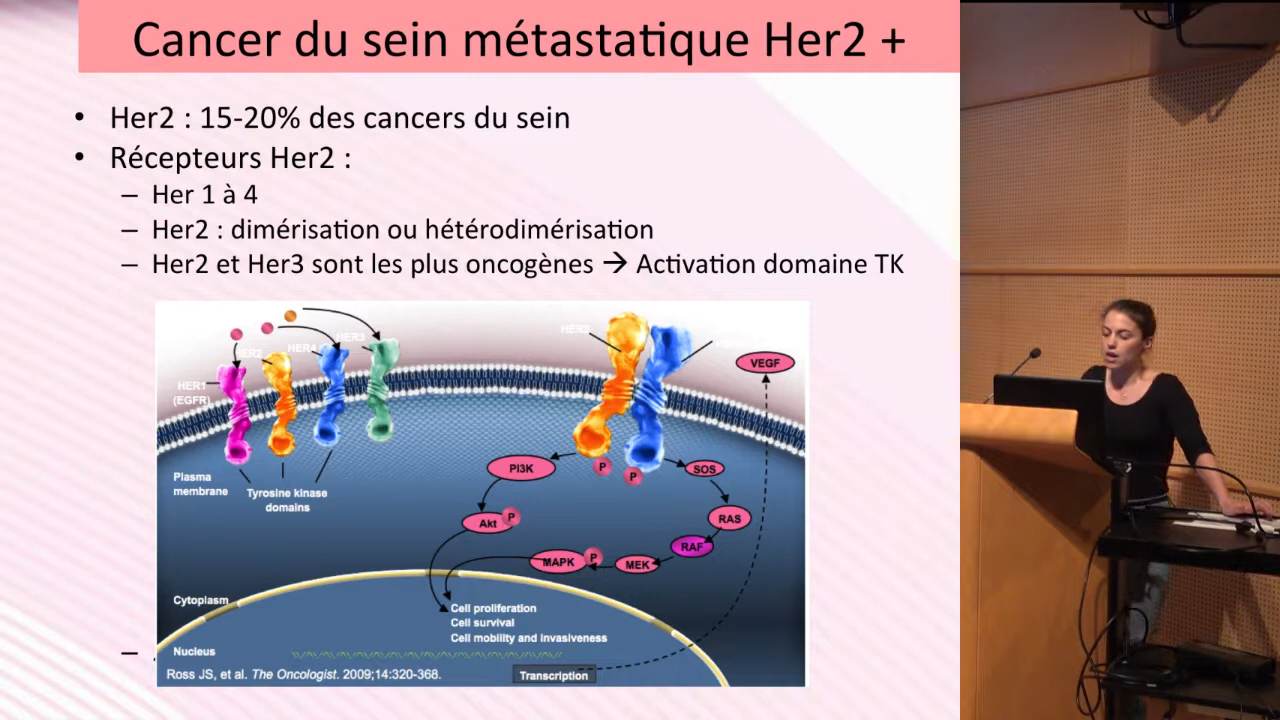 Cancer du sein métastatique Her2 +
• Her2 : 15-20% des cancers du sein
• Récepteurs Her2 :
– Her 1 à 4
– Her2 : dimérisation ou hétérodimérisation
– Her2 et Her3 sont les plus oncogènes → Activation domaine TK
HER2
HER4
HER3
HER1
(EGFR)
HER2
VEGF
Plasma
membrane
Tyrosine kinase
domains
PI3K
P
P
SOS
Akt
P
RAS
RAF
MAPK
P
MEK
Cytoplasm
Cell proliferation
Cell survival
Cell mobility and invasiveness
Nucleus
–
Ross JS, et al. The Oncologist. 2009;14:320-368.
Transcription